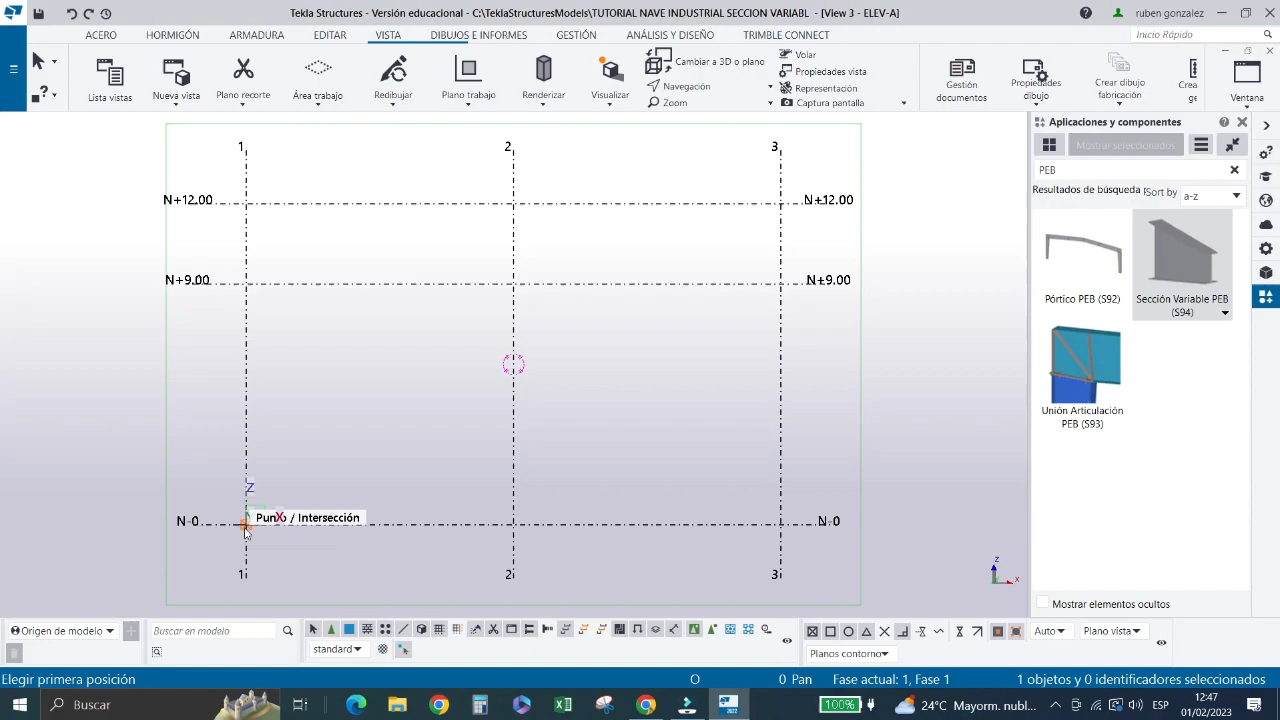 Tekla Structures - Versión educativa - C:\TeklaStructuresModels\TUTORIAL NAVE INDUSTRIAL SECCION VARIABL - [View 3 - ELEV-A]
ruben gonzalez
ACERO HORMIGÓN ARMADURA EDITAR VISTA DIBUJOS E INFORMES GESTIÓN ANÁLISIS Y DISEÑO TRIMBLE CONNECT
Inicio Rápido
Lista vistas
Nueva vista
Plano recorte
Área trabajo
Redibujar
Plano trabajo
Renderizar
Visualizar
Cambiar a 3D o plano
Navegación
Zoom
Volar
Propiedades vista
Representación
Captura pantalla
Gestión
documentos
Propiedades
dibujo
Crear dibujo
fabricación
Crea
ge
Ventana
Aplicaciones y componentes
Mostrar seleccionados
PEB
Resultados de búsqueda
Sort by
a-z
Pórtico PEB (S92)
Sección Variable PEB
(S94)
Unión Articulación
PEB (S93)
Mostrar elementos ocultos
1 2 3
N+12.00 N+12.00
N+9.00 N+9.00
Z
Punto / Intersección
X
N-0 N-0
1 2 3
z
x
Origen de modelo
Buscar en modelo
standard
Auto
Plano vista
Planos contorno
Elegir primera posición
O
0 Pan
Fase actual: 1, Fase 1
1 objetos y 0 identificadores seleccionados
Buscar
2022
100%
24°C Mayorm. nubl...
ESP
12:47
01/02/2023